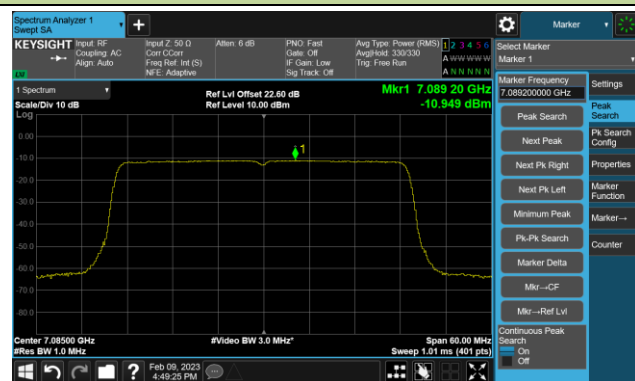 Spectrum Analyzer 1
Swept SA
+
Marker
KEYSIGHT
Input: RF
Coupling: AC
Align: Auto
Input Z: 50 Ω
Corr CCorr
Freq Ref: Int (S)
NFE: Adaptive
Atten: 6 dB
PNO: Fast
Gate: Off
IF Gain: Low
Sig Track: Off
Avg Type: Power (RMS)
Avg|Hold: 330/330
Trig: Free Run
1 2 3 4 5 6
A W W W W W
A N N N N N
Select Marker
Marker 1
1 Spectrum
Scale/Div 10 dB
Log
Ref Lvl Offset 22.60 dB
Ref Level 10.00 dBm
Mkr1 7.089 20 GHz
-10.949 dBm
1
0.00
-10.0
-20.0
-30.0
-40.0
-50.0
-60.0
-70.0
-80.0
Center 7.08500 GHz
#Res BW 1.0 MHz
#Video BW 3.0 MHz*
Span 60.00 MHz
Sweep 1.01 ms (401 pts)
Marker Frequency
7.089200000 GHz
Peak Search
Next Peak
Next Pk Right
Next Pk Left
Minimum Peak
Pk-Pk Search
Marker Delta
Mkr→CF
Mkr→Ref Lvl
Continuous Peak
Search
On
Off
Settings
Peak
Search
Pk Search
Config
Properties
Marker
Function
Marker→
Counter
?
Feb 09, 2023
4:49:25 PM